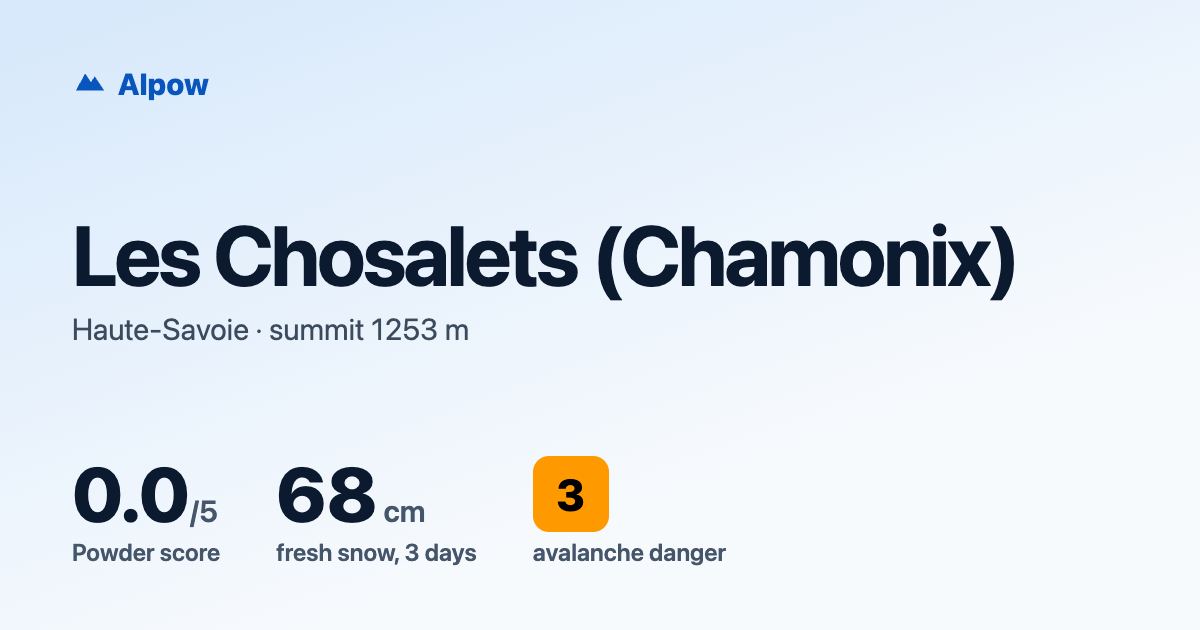 Alpow
Les Chosalets (Chamonix)
Haute-Savoie · summit 1253 m
0.0/5
Powder score
68 cm
fresh snow, 3 days
3
avalanche danger